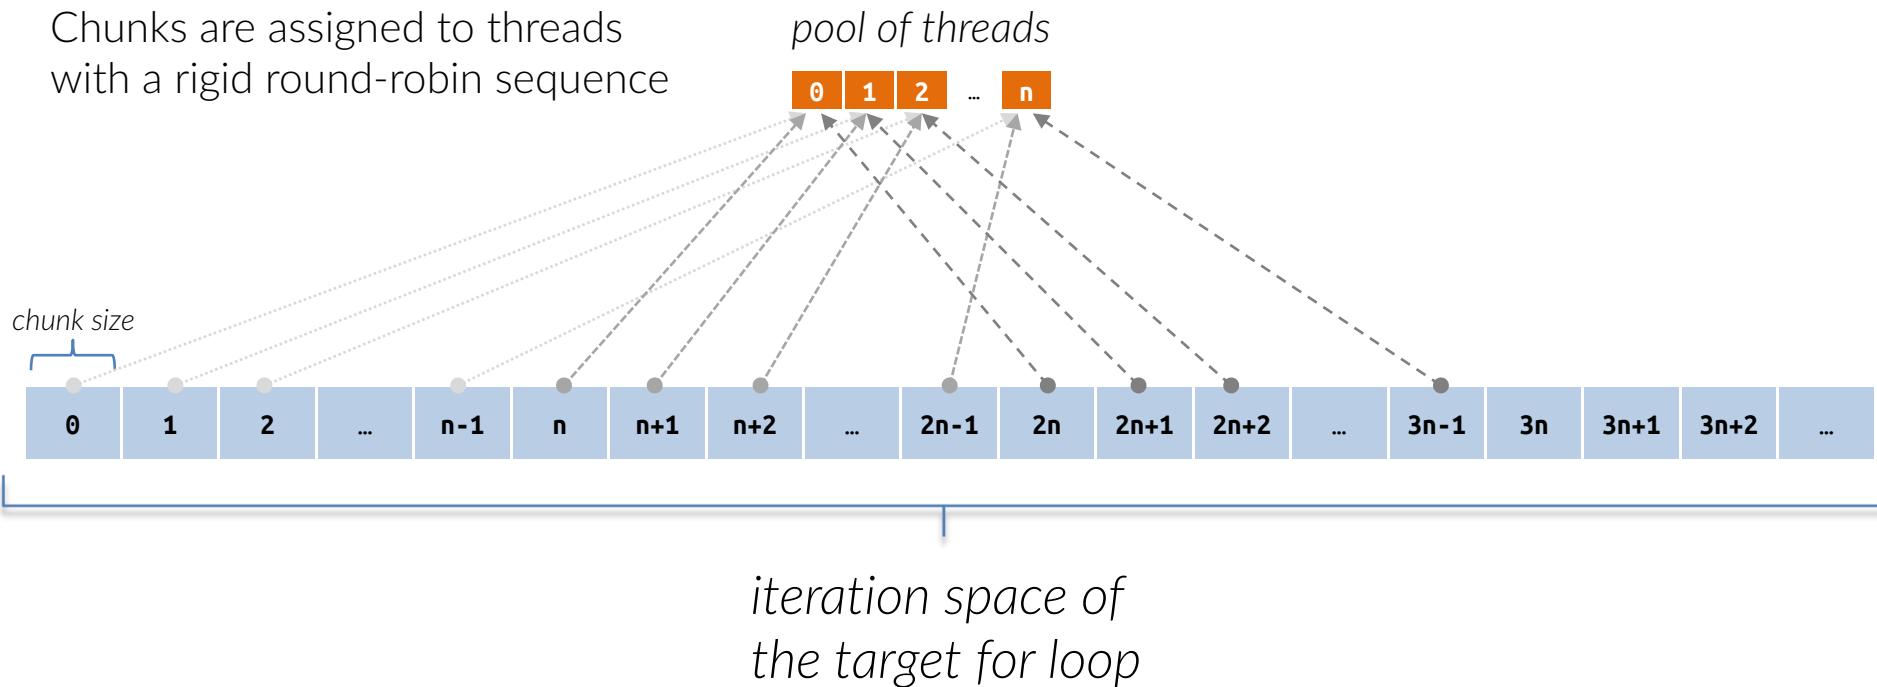 Chunks are assigned to threads
with a rigid round-robin sequence
pool of threads
0 1 2 … n
chunk size
0 1 2 … n-1 n n+1 n+2 … 2n-1 2n 2n+1 2n+2 … 3n-1 3n 3n+1 3n+2 …
iteration space of
the target for loop